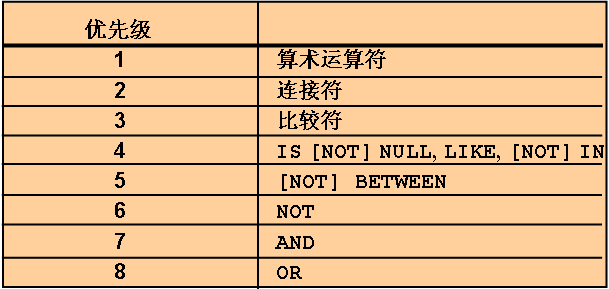 优先级
1 算术运算符
2 连接符
3 比较符
4 IS [NOT] NULL, LIKE, [NOT] IN
5 [NOT] BETWEEN
6 NOT
7 AND
8 OR